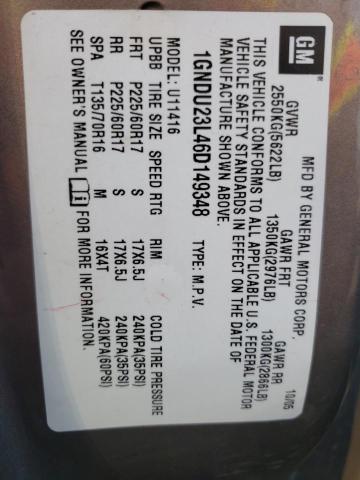 GM
MFD BY GENERAL MOTORS CORP. 10/05
GVWR GAWR FRT GAWR RR
2550KG(5622LB) 1350KG(2976LB) 1300KG(2866LB)
THIS VEHICLE CONFORMS TO ALL APPLICABLE U.S. FEDERAL MOTOR
VEHICLE SAFETY STANDARDS IN EFFECT ON THE DATE OF
MANUFACTURE SHOWN ABOVE.
1GNDU23L46D149348 TYPE: M.P.V.
MODEL: U11416
UPBB TIRE SIZE SPEED RTG RIM COLD TIRE PRESSURE
FRT P225/60R17 S 17X6.5J 240KPA(35PSI)
RR P225/60R17 S 17X6.5J 240KPA(35PSI)
SPA T135/70R16 M 16X4T 420KPA(60PSI)
SEE OWNER'S MANUAL FOR MORE INFORMATION.